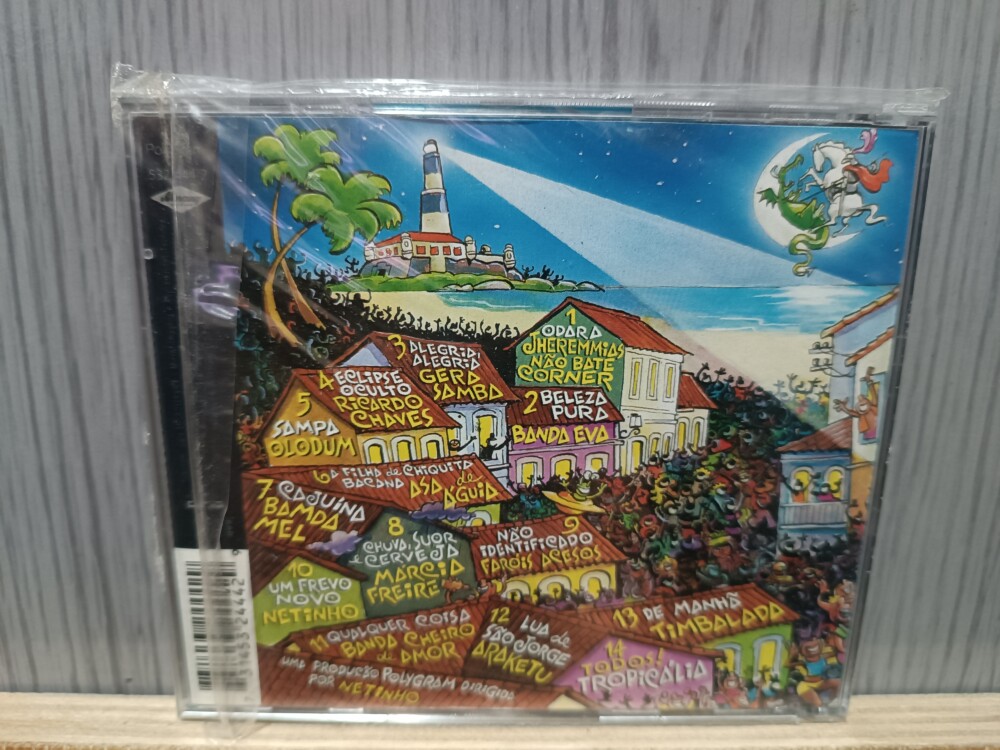 1
ODARA
JHEREMMIAS
NÃO BATE
CORNER
2 BELEZA
PURA
BANDA EVA
3 ALEGRIA,
ALEGRIA
GERA
SAMBA
4 ECLIPSE
OCULTO
RICARDO
CHAVES
5
SAMPA
OLODUM
6 A FILHA de CHIQUITA
BACANA ASA de
ÁGUIA
7 CAJUÍNA
BAMDA
MEL
8
CHUVA, SUOR
e CERVEJA
MÁRCIA
FREIRE
9
NÃO
IDENTIFICADO
FARÓIS ACESOS
10
UM FREVO
NOVO
NETINHO
11 QUALQUER COISA
BANDA CHEIRO
de AMOR
12 LUA de
SÃO JORGE
ARAKETU
13 DE MANHÃ
TIMBALADA
14
TODOS!
TROPICÁLIA
UMA PRODUÇÃO POLYGRAM DIRIGIDA
POR NETINHO